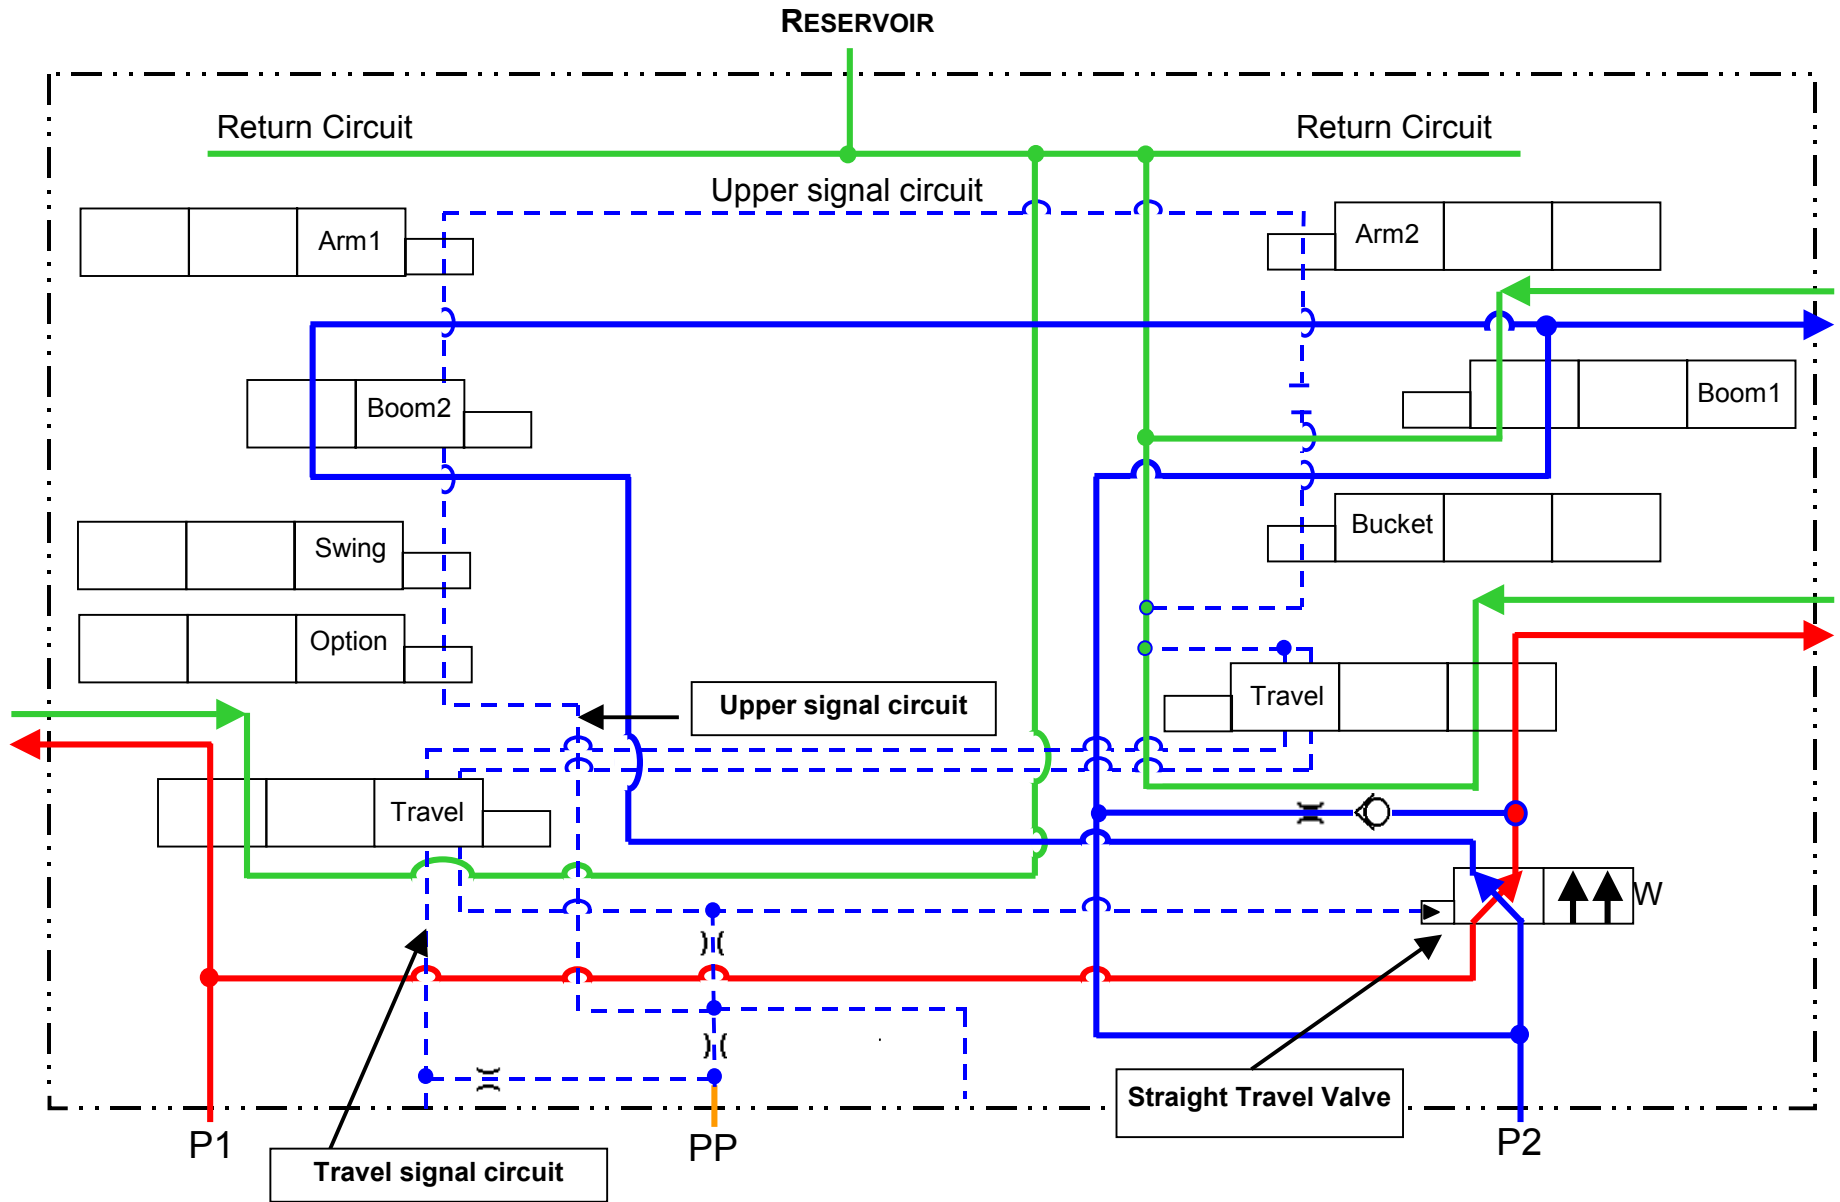 RESERVOIR
Return Circuit
Return Circuit
Upper signal circuit
Arm1
Arm2
Boom2
Boom1
Swing
Bucket
Option
Travel
Upper signal circuit
Travel
W
Straight Travel Valve
P1
PP
P2
Travel signal circuit